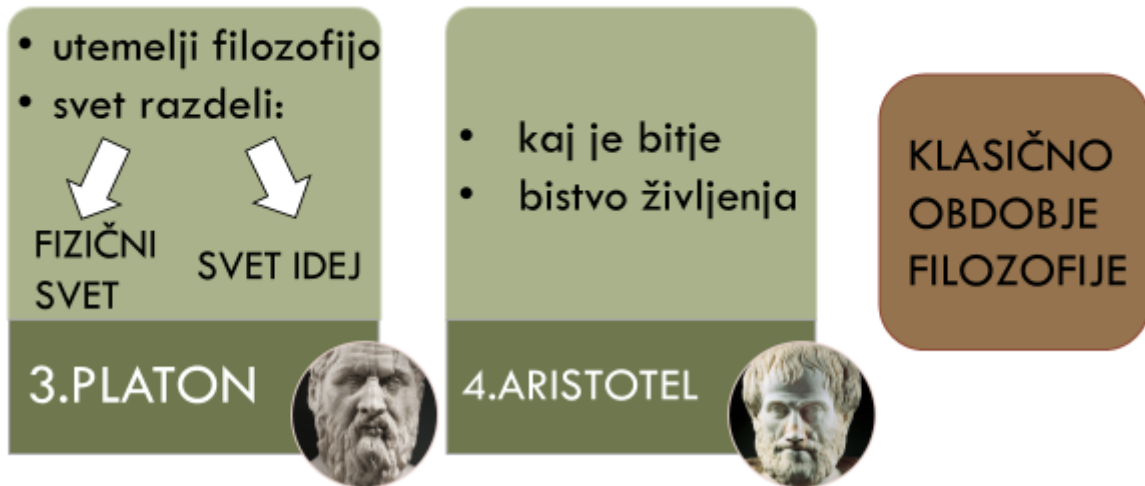 • utemelji filozofijo
• svet razdeli:
FIZIČNI
SVET
SVET IDEJ
3.PLATON
• kaj je bitje
• bistvo življenja
4.ARISTOTEL
KLASIČNO
OBDOBJE
FILOZOFIJE